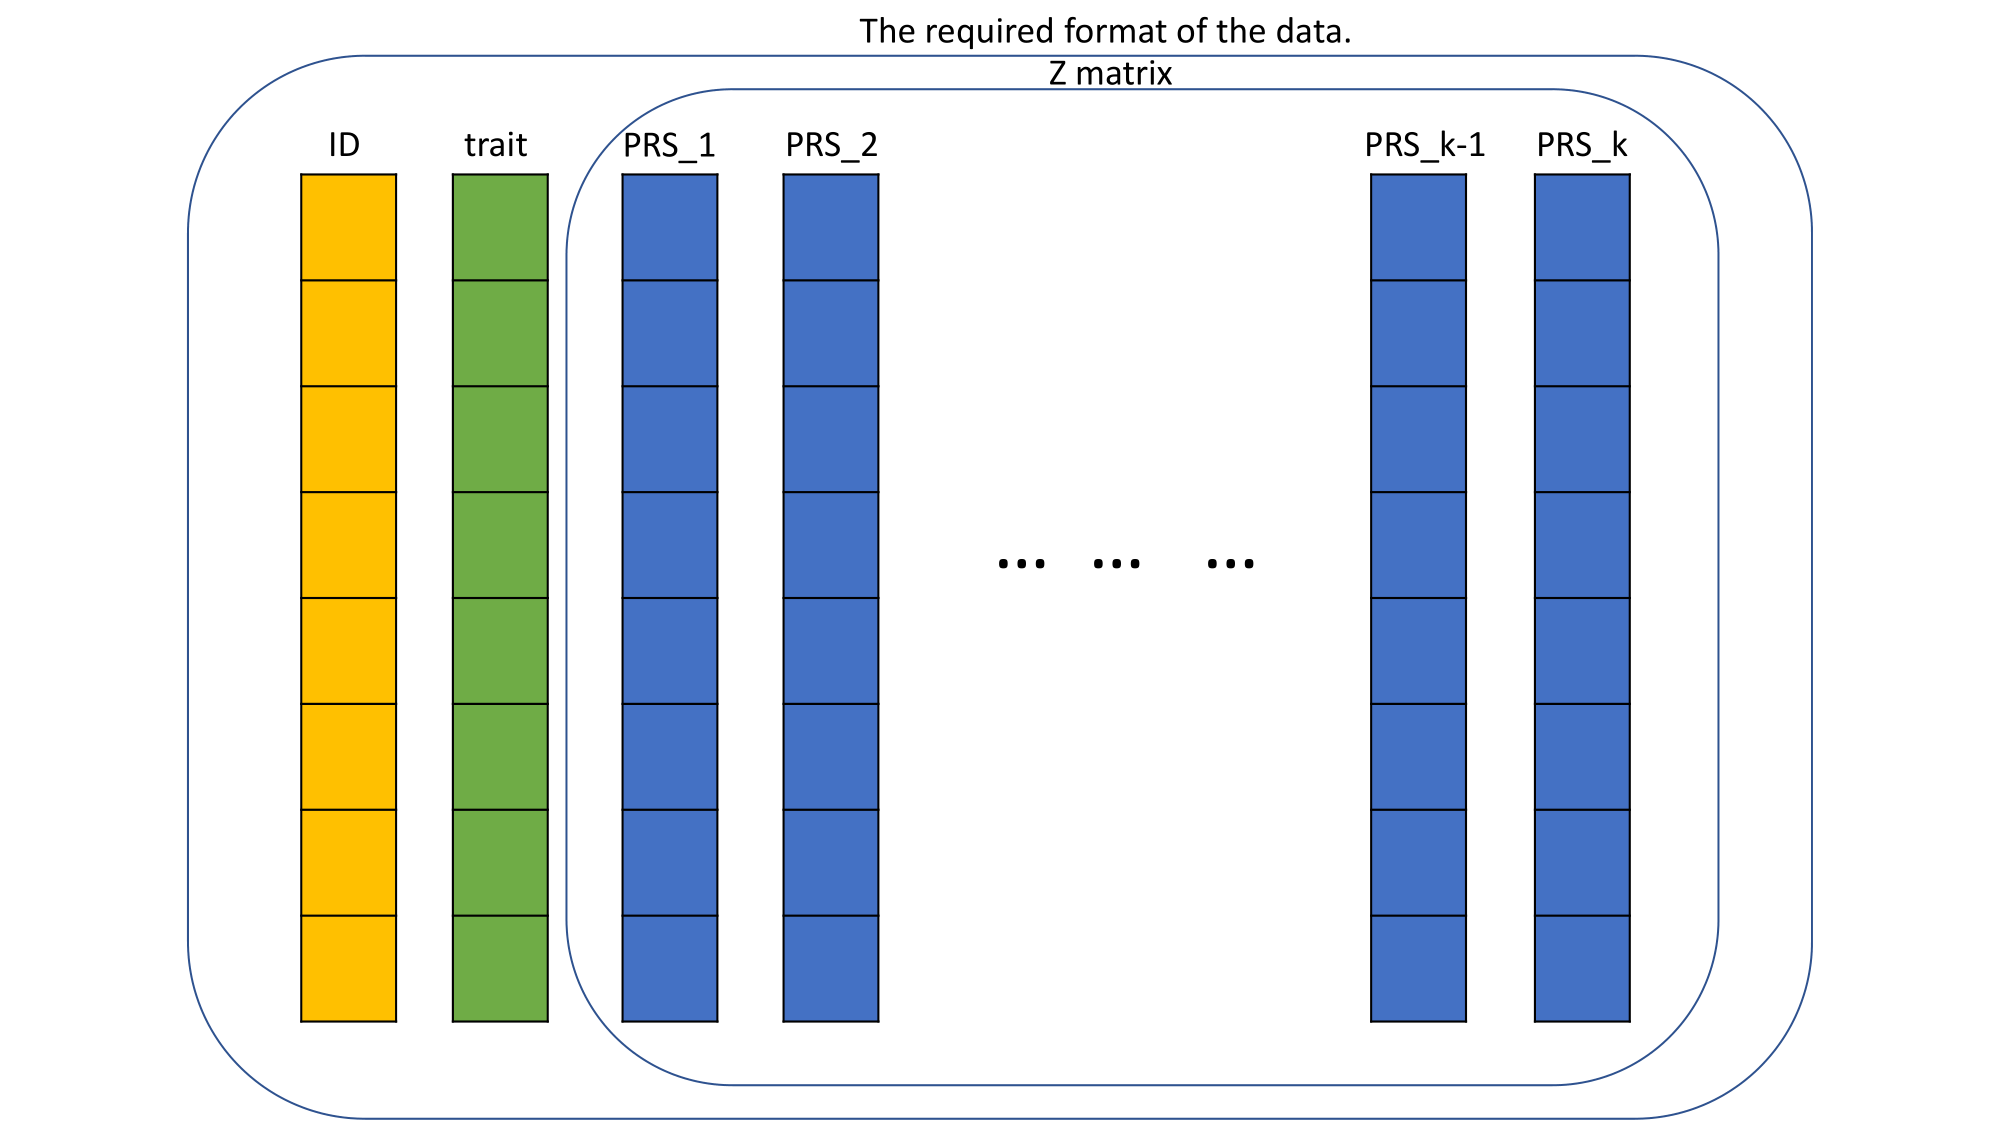 The required format of the data.
Z matrix
ID trait PRS_1 PRS_2 PRS_k-1 PRS_k
... ... ...